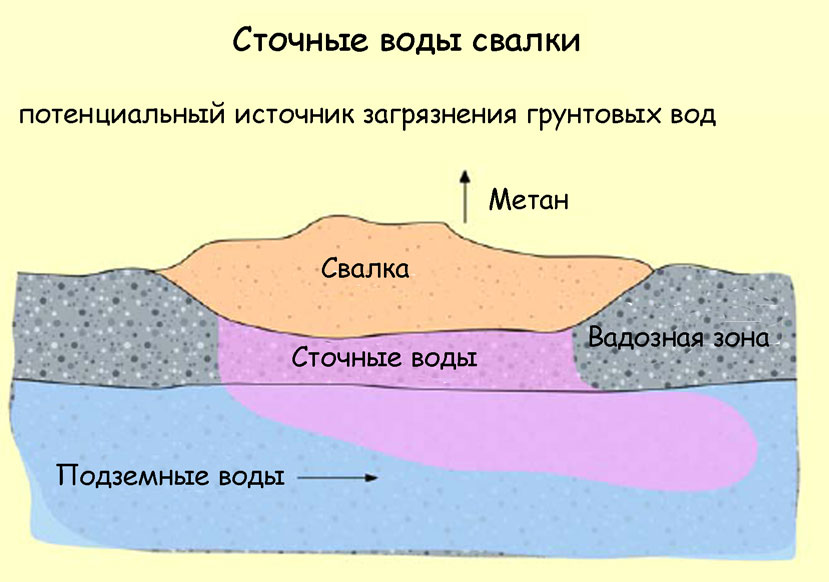 Сточные воды свалки
потенциальный источник загрязнения грунтовых вод
Метан
Свалка
Вадозная зона
Сточные воды
Подземные воды